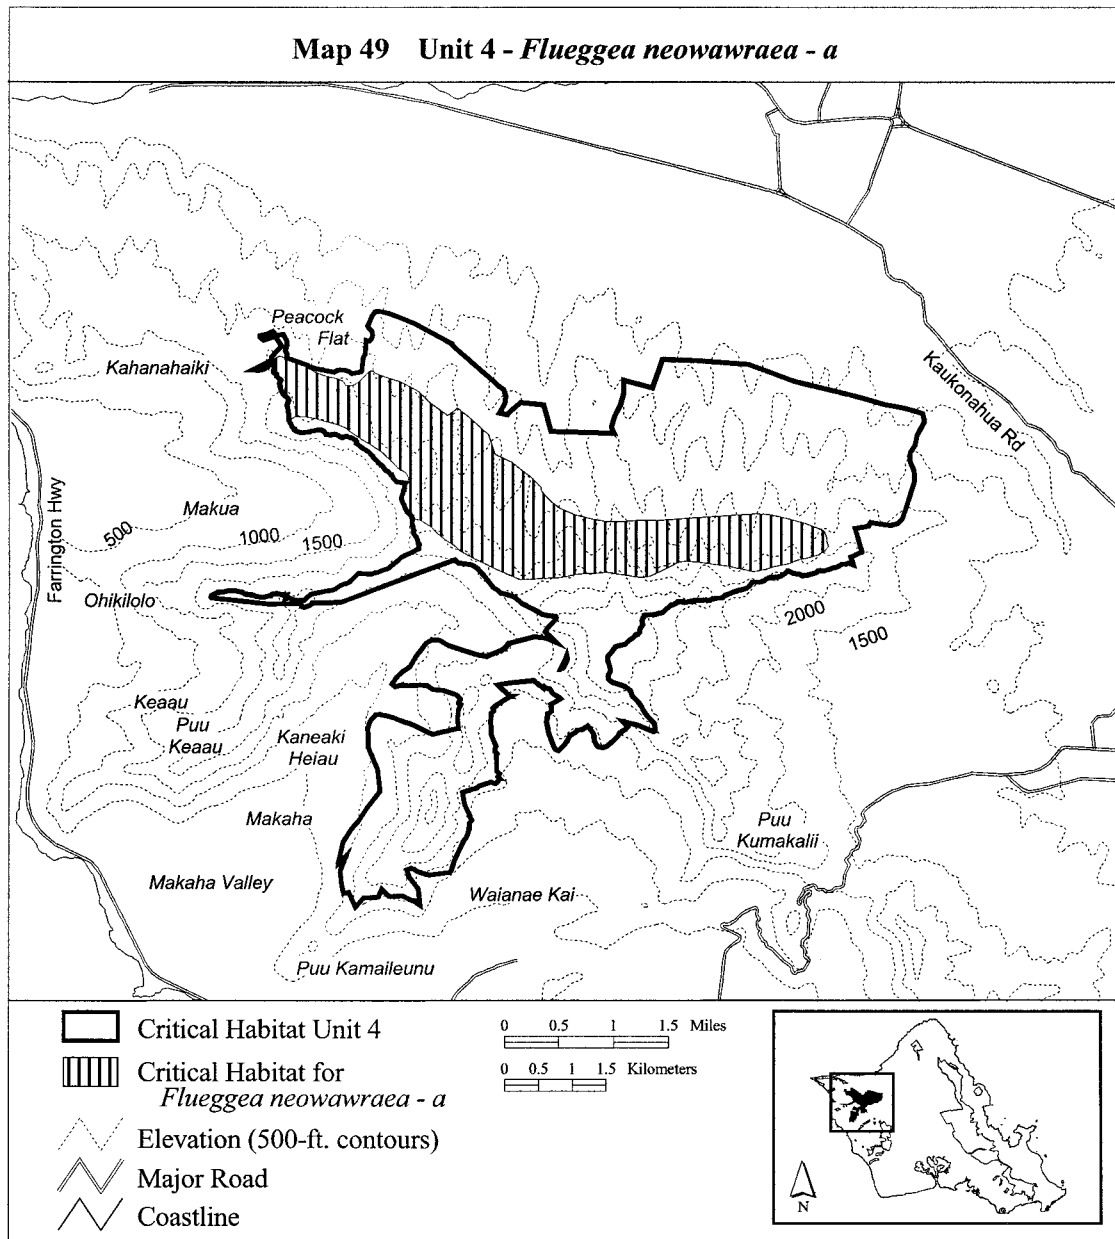 Map 49 Unit 4 - Flueggea neowawraea - a
Peacock
Flat
Kahanahaiki
Kaukonahua Rd
Farrington Hwy
Makua
500
1000
1500
Ohikilolo
2000
1500
Keaau
Puu
Keaau
Kaneaki
Heiau
Makaha
Puu
Kumakalii
Makaha Valley
Waianae Kai
Puu Kamaileunu
Critical Habitat Unit 4
Critical Habitat for
Flueggea neowawraea - a
Elevation (500-ft. contours)
Major Road
Coastline
0 0.5 1 1.5 Miles
0 0.5 1 1.5 Kilometers
N